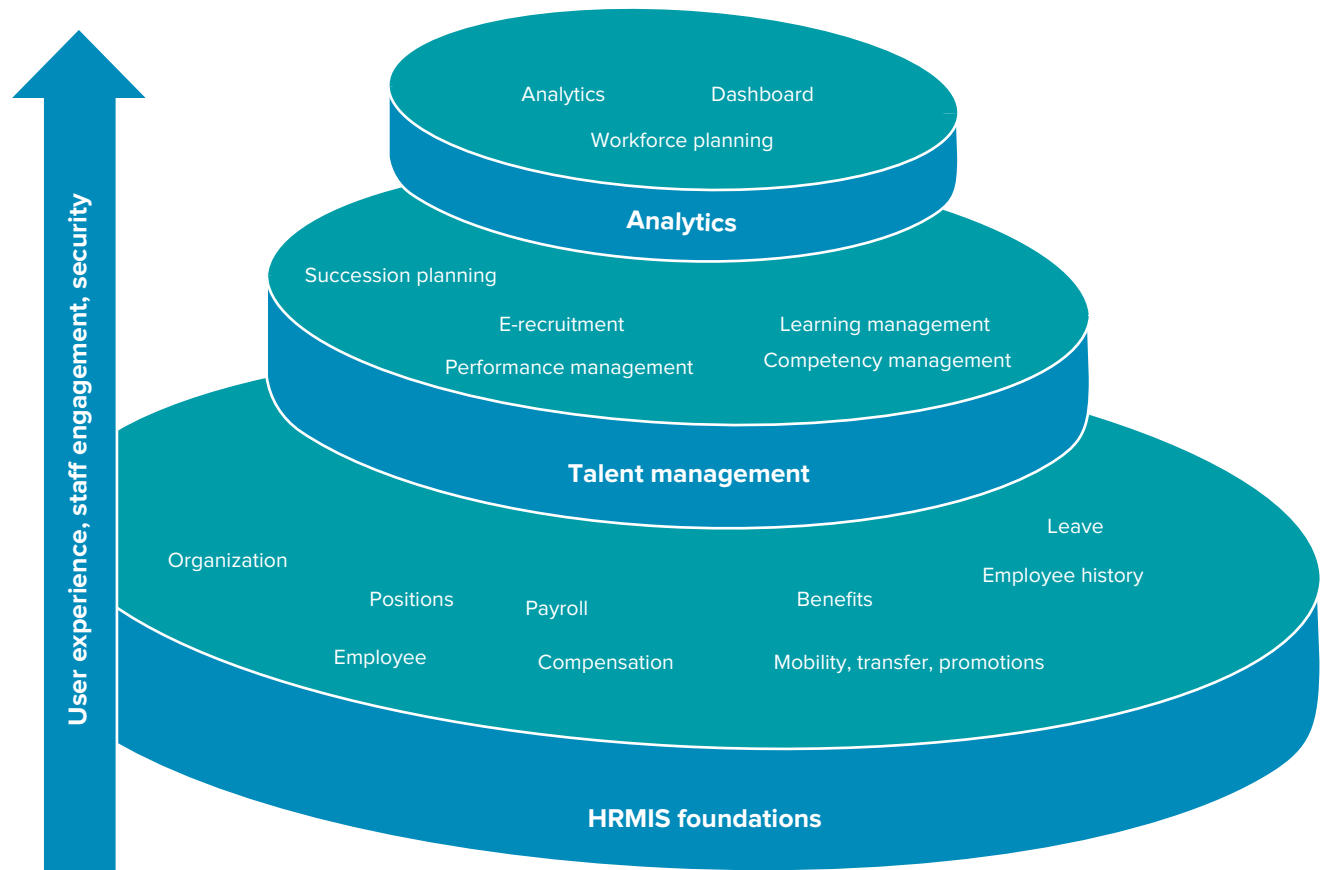 Analytics
Dashboard
Workforce planning
Analytics
Succession planning
E-recruitment
Learning management
Performance management
Competency management
Talent management
Leave
Organization
Employee history
Positions
Payroll
Benefits
Employee
Compensation
Mobility, transfer, promotions
HRMIS foundations
User experience, staff engagement, security